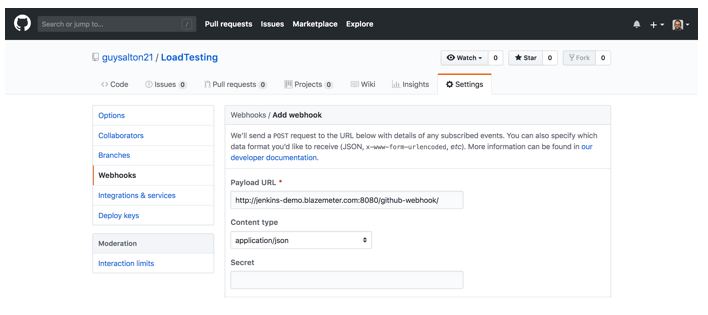 Search or jump to... /
Pull requests Issues Marketplace Explore
guysalton21 / LoadTesting
Watch 0 Star 0 Fork 0
Code Issues 0 Pull requests 0 Projects 0 Wiki Insights Settings
Options
Collaborators
Branches
Webhooks
Integrations & services
Deploy keys
Moderation
Interaction limits
Webhooks / Add webhook
We'll send a POST request to the URL below with details of any subscribed events. You can also specify which
data format you'd like to receive (JSON, x-www-form-urlencoded, etc). More information can be found in our
developer documentation.
Payload URL *
http://jenkins-demo.blazemeter.com:8080/github-webhook/
Content type
application/json
Secret